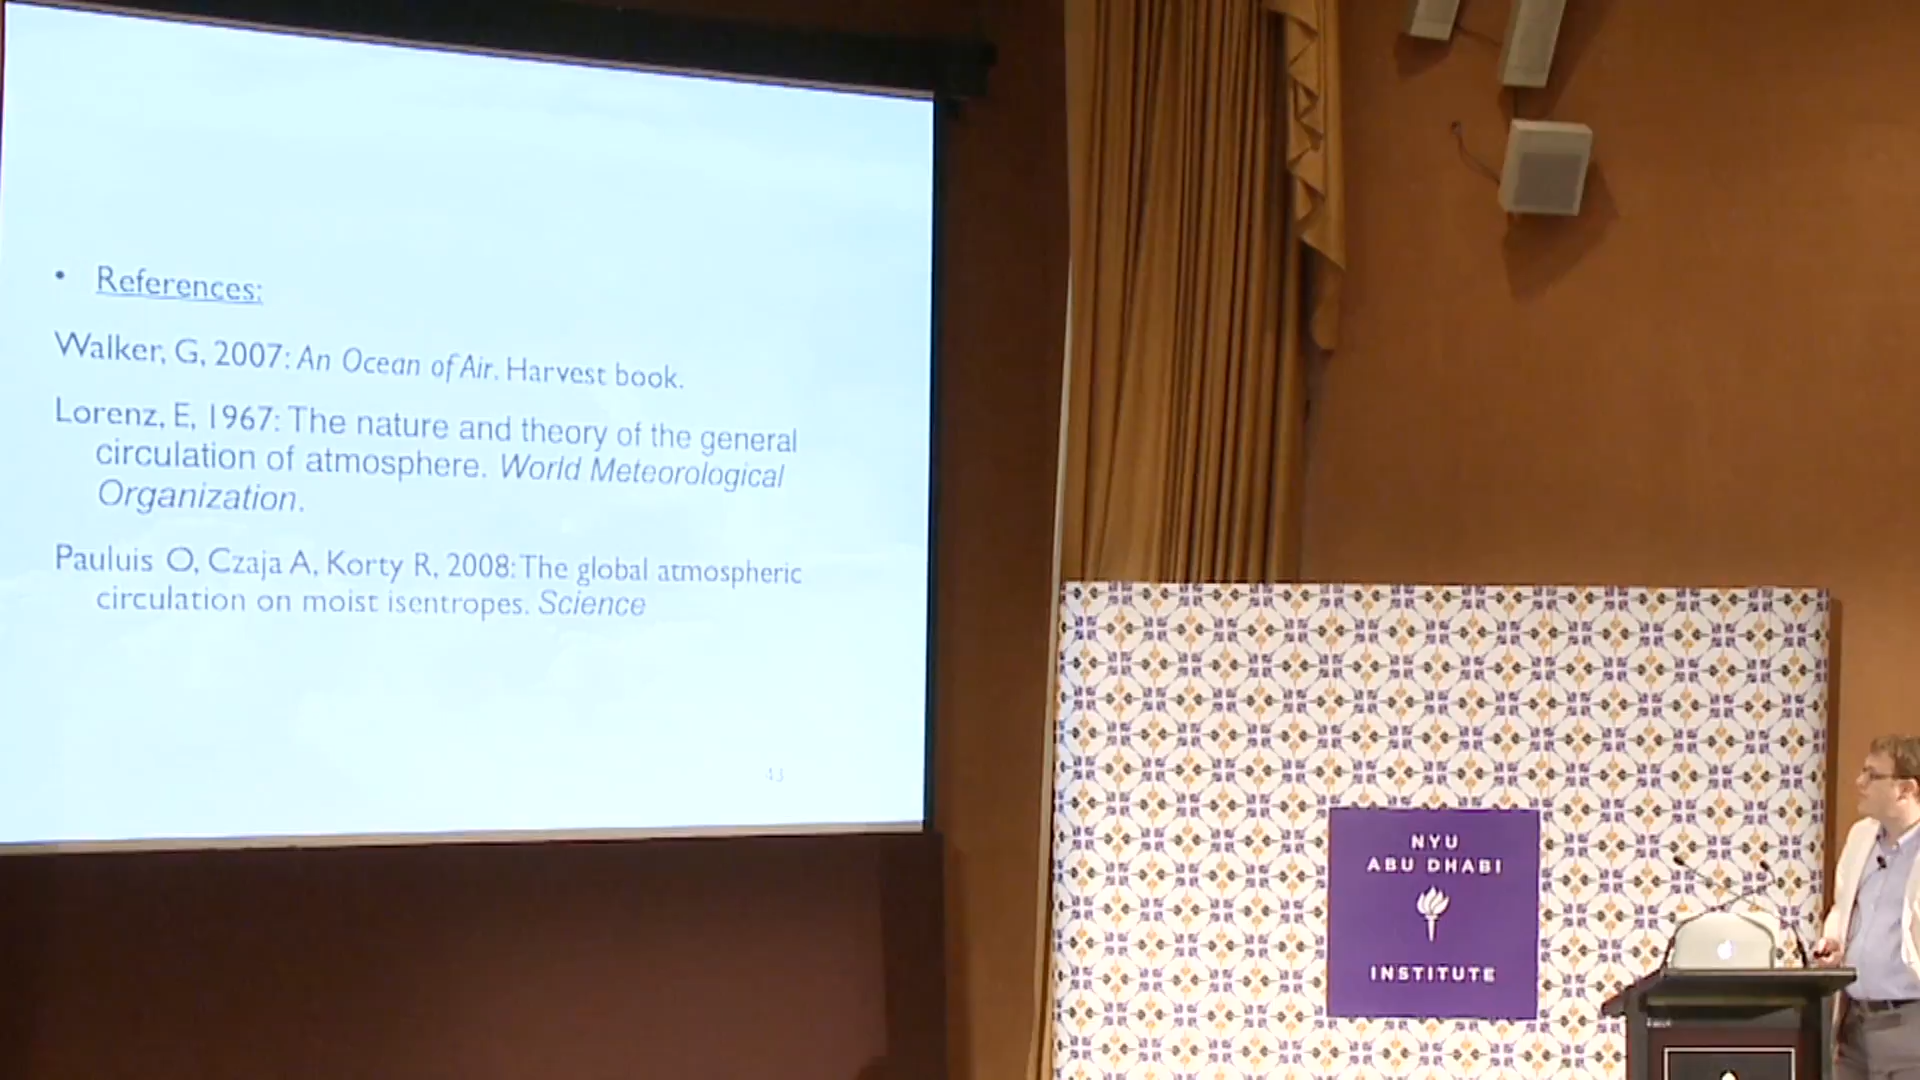 • References:
Walker, G, 2007: An Ocean of Air. Harvest book.
Lorenz, E, 1967: The nature and theory of the general
circulation of atmosphere. World Meteorological
Organization.
Pauluis O, Czaja A, Korty R, 2008: The global atmospheric
circulation on moist isentropes. Science
43
NYU
ABU DHABI
INSTITUTE